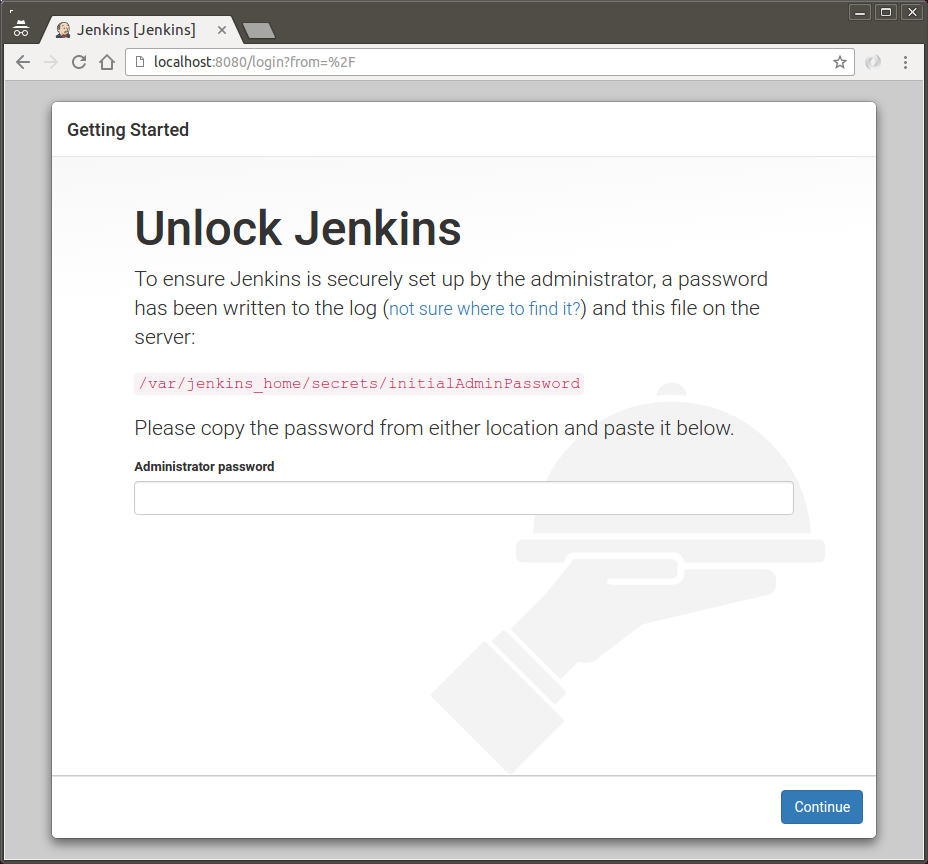 Jenkins [Jenkins]
localhost:8080/login?from=%2F
Getting Started
Unlock Jenkins
To ensure Jenkins is securely set up by the administrator, a password
has been written to the log (not sure where to find it?) and this file on the
server:
/var/jenkins_home/secrets/initialAdminPassword
Please copy the password from either location and paste it below.
Administrator password
Continue